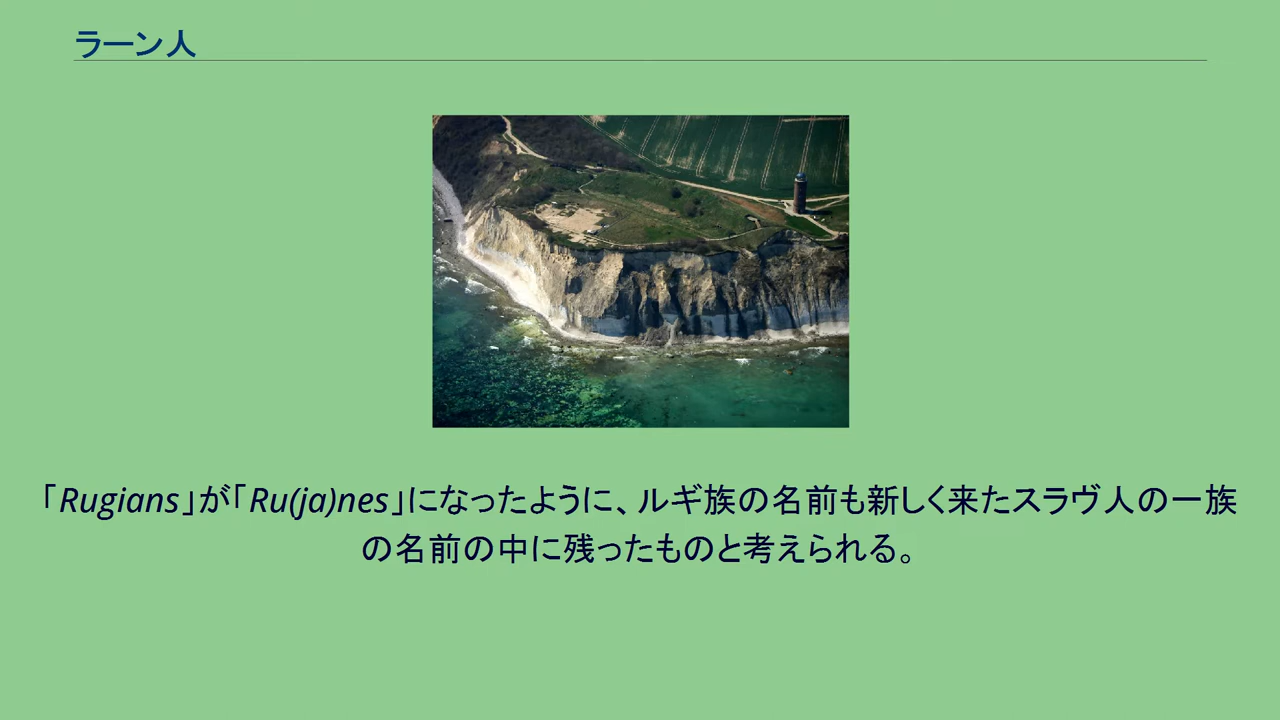 ラーン人
「Rugians」が「Ru(ja)nes」になったように、ルギ族の名前も新しく来たスラヴ人の一族
の名前の中に残ったものと考えられる。